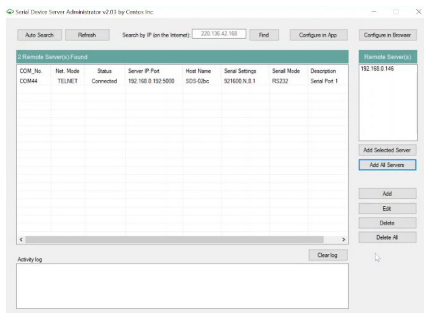 Serial Device Server Administrator v2.03 by Centos Inc.
Auto Search Refresh Search by IP (on the Internet) 220.136.42.168 Find Configure in App Configure in Browser
2 Remote Server(s) Found Remote Server(s)
COM_No. Net. Mode Status Server IP:Port Host Name Serial Settings Serial Mode Description
COM44 TELNET Connected 192.168.0.192:5000 SDS-02bc 921600,N,8,1 RS232 Serial Port 1
192.168.0.146
Add Selected Server
Add All Servers
Add
Edit
Delete
Delete All
Activity log Clear log